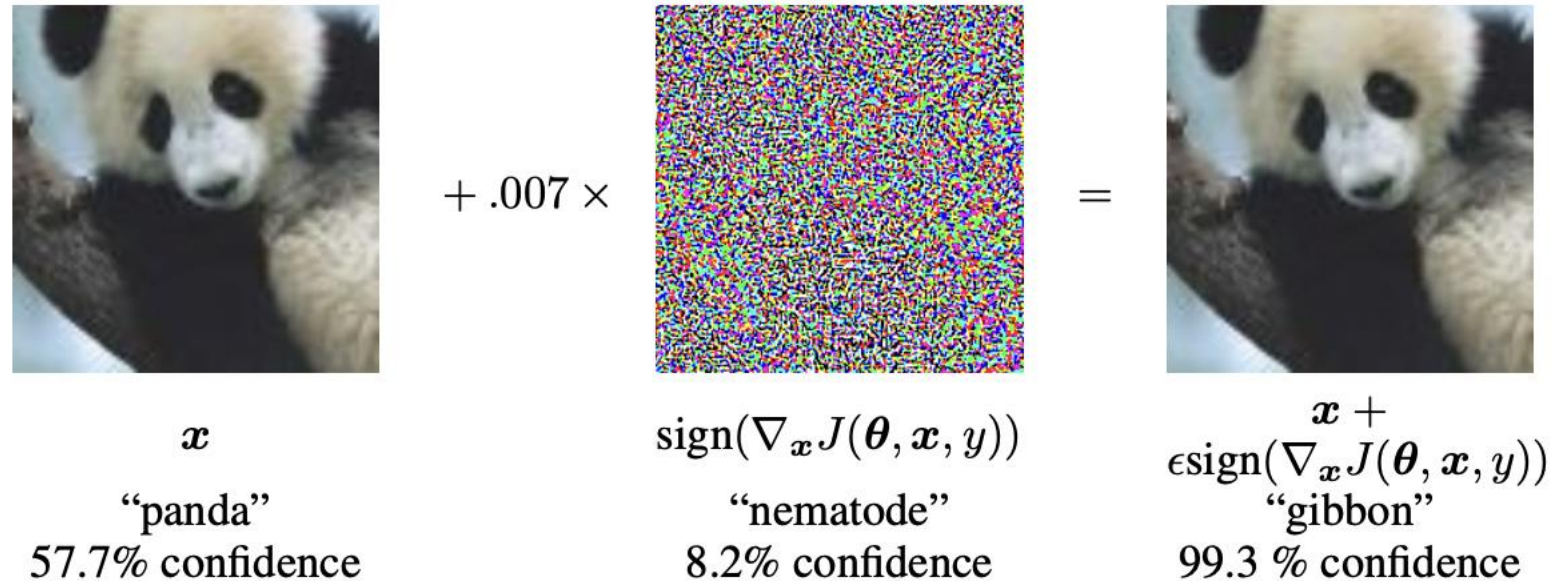 + .007 ×
=
x
“panda”
57.7% confidence
sign(∇ₓJ(θ, x, y))
“nematode”
8.2% confidence
x +
ϵsign(∇ₓJ(θ, x, y))
“gibbon”
99.3 % confidence